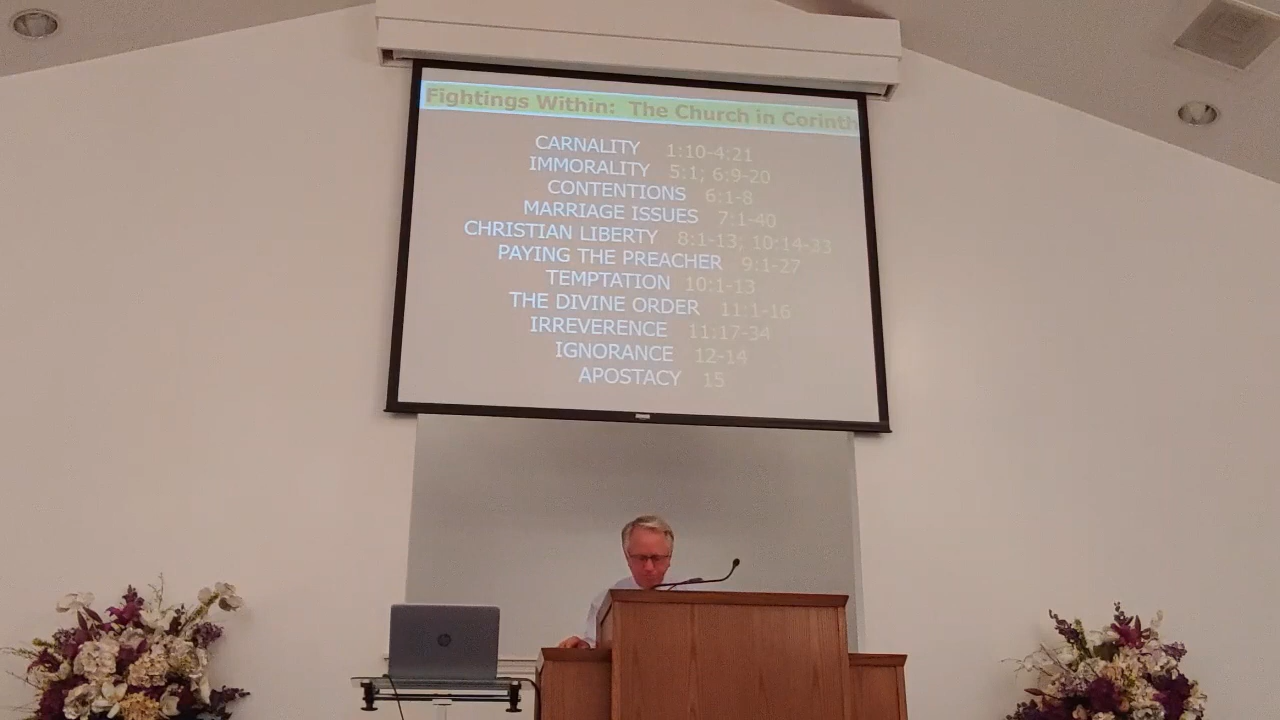 Fightings Within: The Church in Corinth
CARNALITY 1:10-4:21
IMMORALITY 5:1; 6:9-20
CONTENTIONS 6:1-8
MARRIAGE ISSUES 7:1-40
CHRISTIAN LIBERTY 8:1-13; 10:14-33
PAYING THE PREACHER 9:1-27
TEMPTATION 10:1-13
THE DIVINE ORDER 11:1-16
IRREVERENCE 11:17-34
IGNORANCE 12-14
APOSTACY 15
hp